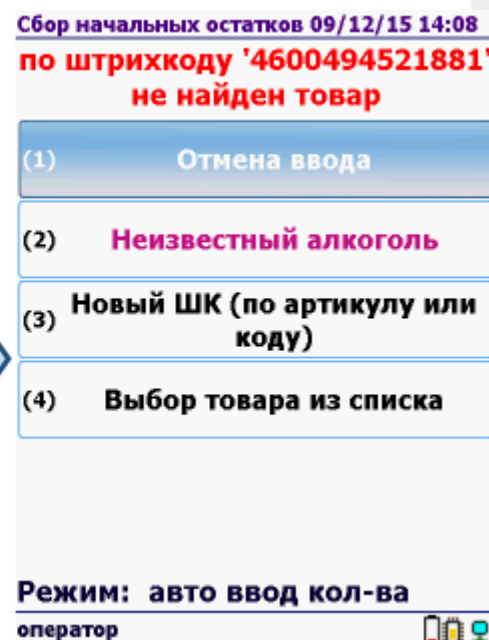 Сбор начальных остатков 09/12/15 14:08
по штрихкоду '4600494521881'
не найден товар
(1) Отмена ввода
(2) Неизвестный алкоголь
(3) Новый ШК (по артикулу или
коду)
(4) Выбор товара из списка
Режим: авто ввод кол-ва
оператор